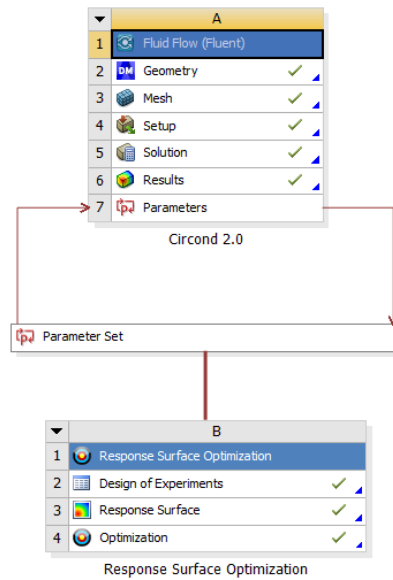 A
1 Fluid Flow (Fluent)
2 DM Geometry
3 Mesh
4 Setup
5 Solution
6 Results
7 Parameters
Circond 2.0
Parameter Set
B
1 Response Surface Optimization
2 Design of Experiments
3 Response Surface
4 Optimization
Response Surface Optimization